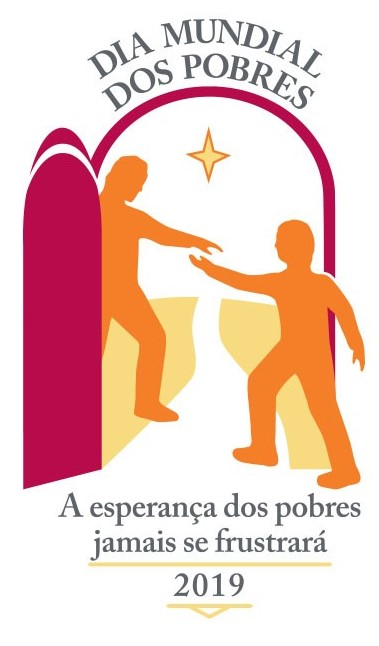 DIA MUNDIAL
DOS POBRES
A esperança dos pobres
jamais se frustrará
2019